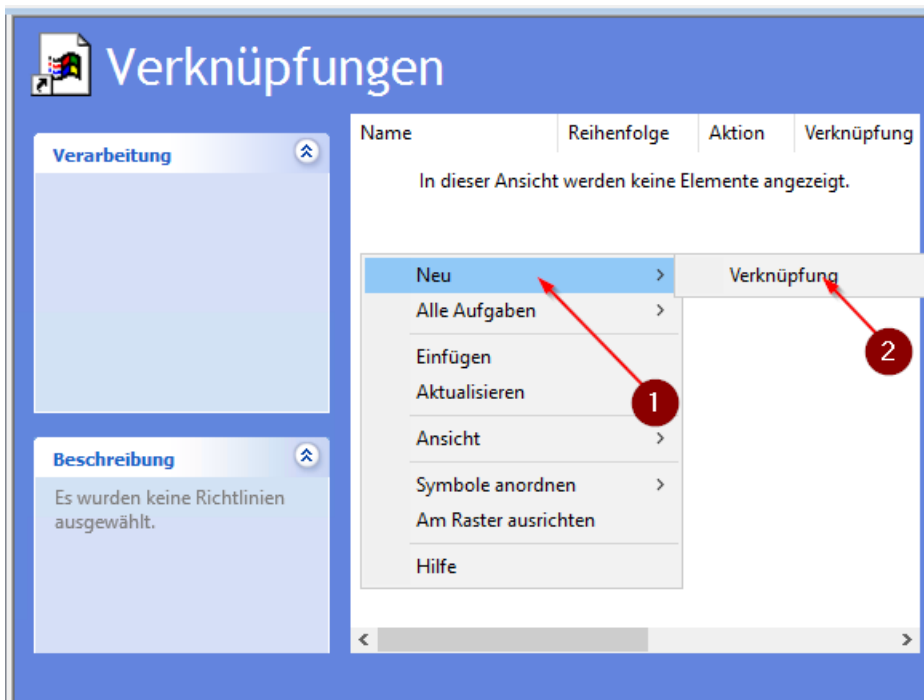 Verknüpfungen
Verarbeitung
Name Reihenfolge Aktion Verknüpfung
In dieser Ansicht werden keine Elemente angezeigt.
Neu
Verknüpfung
Alle Aufgaben
Einfügen
Aktualisieren
1
2
Ansicht
Symbole anordnen
Am Raster ausrichten
Hilfe
Beschreibung
Es wurden keine Richtlinien
ausgewählt.